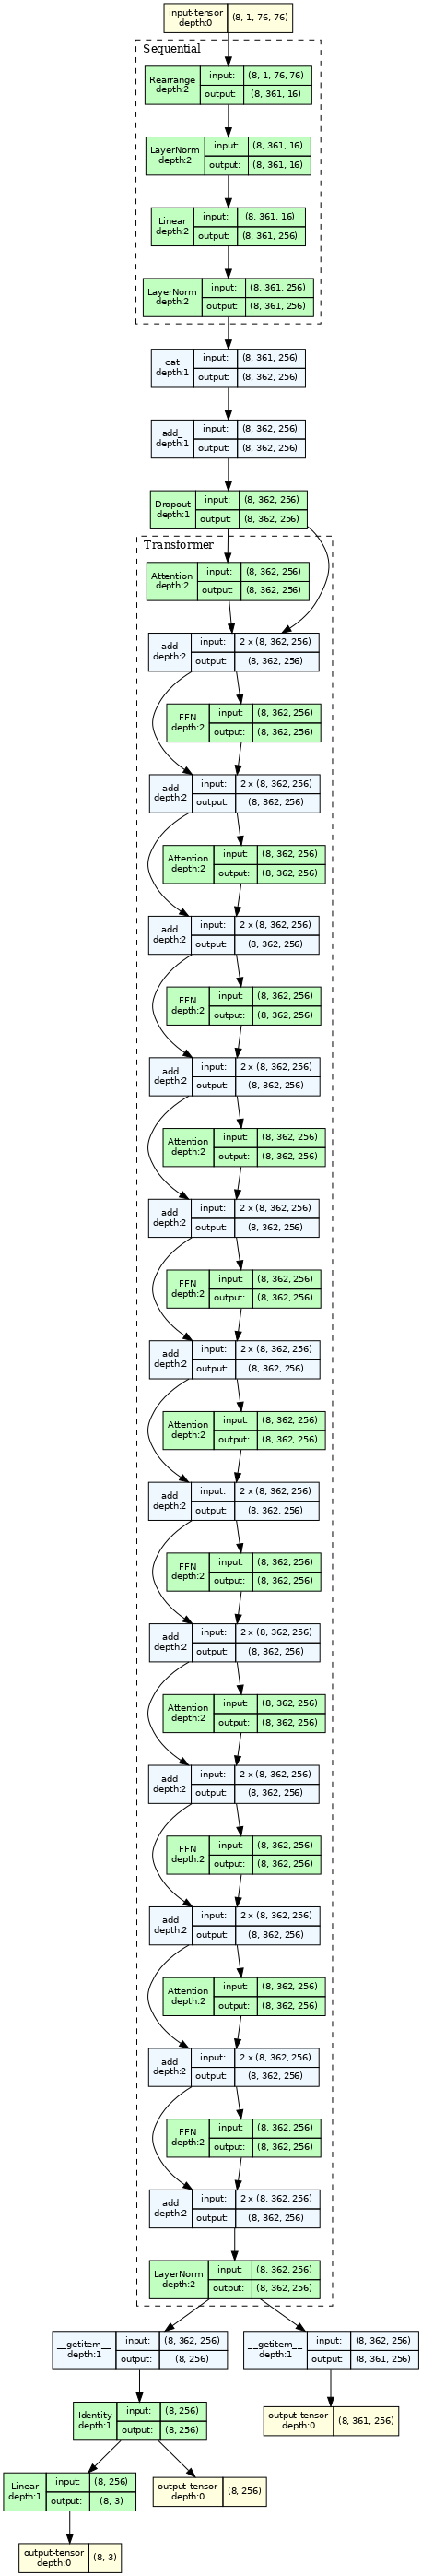 input-tensor
depth:0
(8, 1, 76, 76)
Sequential
Rearrange
depth:2
input:
(8, 1, 76, 76)
output:
(8, 361, 16)
LayerNorm
depth:2
input:
(8, 361, 16)
output:
(8, 361, 16)
Linear
depth:2
input:
(8, 361, 16)
output:
(8, 361, 256)
LayerNorm
depth:2
input:
(8, 361, 256)
output:
(8, 361, 256)
cat
depth:1
input:
(8, 361, 256)
output:
(8, 362, 256)
add_
depth:1
input:
(8, 362, 256)
output:
(8, 362, 256)
Dropout
depth:1
input:
(8, 362, 256)
output:
(8, 362, 256)
Transformer
Attention
depth:2
input:
(8, 362, 256)
output:
(8, 362, 256)
add
depth:2
input:
2 x (8, 362, 256)
output:
(8, 362, 256)
FFN
depth:2
input:
(8, 362, 256)
output:
(8, 362, 256)
add
depth:2
input:
2 x (8, 362, 256)
output:
(8, 362, 256)
Attention
depth:2
input:
(8, 362, 256)
output:
(8, 362, 256)
add
depth:2
input:
2 x (8, 362, 256)
output:
(8, 362, 256)
FFN
depth:2
input:
(8, 362, 256)
output:
(8, 362, 256)
add
depth:2
input:
2 x (8, 362, 256)
output:
(8, 362, 256)
Attention
depth:2
input:
(8, 362, 256)
output:
(8, 362, 256)
add
depth:2
input:
2 x (8, 362, 256)
output:
(8, 362, 256)
FFN
depth:2
input:
(8, 362, 256)
output:
(8, 362, 256)
add
depth:2
input:
2 x (8, 362, 256)
output:
(8, 362, 256)
Attention
depth:2
input:
(8, 362, 256)
output:
(8, 362, 256)
add
depth:2
input:
2 x (8, 362, 256)
output:
(8, 362, 256)
FFN
depth:2
input:
(8, 362, 256)
output:
(8, 362, 256)
add
depth:2
input:
2 x (8, 362, 256)
output:
(8, 362, 256)
Attention
depth:2
input:
(8, 362, 256)
output:
(8, 362, 256)
add
depth:2
input:
2 x (8, 362, 256)
output:
(8, 362, 256)
FFN
depth:2
input:
(8, 362, 256)
output:
(8, 362, 256)
add
depth:2
input:
2 x (8, 362, 256)
output:
(8, 362, 256)
Attention
depth:2
input:
(8, 362, 256)
output:
(8, 362, 256)
add
depth:2
input:
2 x (8, 362, 256)
output:
(8, 362, 256)
FFN
depth:2
input:
(8, 362, 256)
output:
(8, 362, 256)
add
depth:2
input:
2 x (8, 362, 256)
output:
(8, 362, 256)
LayerNorm
depth:2
input:
(8, 362, 256)
output:
(8, 362, 256)
__getitem__
depth:1
input:
(8, 362, 256)
output:
(8, 256)
__getitem__
depth:1
input:
(8, 362, 256)
output:
(8, 361, 256)
Identity
depth:1
input:
(8, 256)
output:
(8, 256)
output-tensor
depth:0
(8, 361, 256)
Linear
depth:1
input:
(8, 256)
output:
(8, 3)
output-tensor
depth:0
(8, 256)
output-tensor
depth:0
(8, 3)